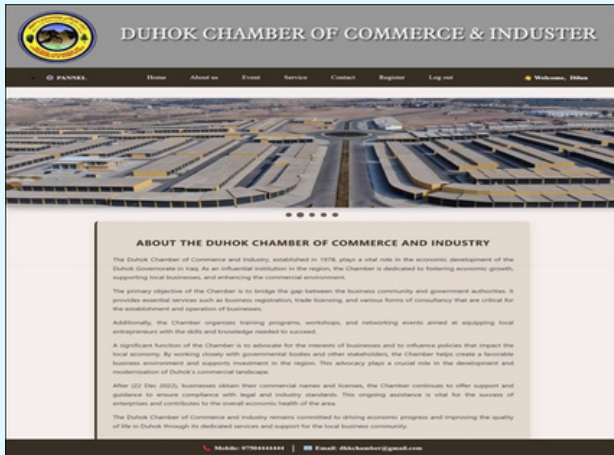 DUHOK CHAMBER OF COMMERCE & INDUSTER
PANNEL Home About us Event Service Contact Register Log out Welcome, Dilan
ABOUT THE DUHOK CHAMBER OF COMMERCE AND INDUSTRY
The Duhok Chamber of Commerce and Industry, established in 1978, plays a vital role in the economic development of the
Duhok Governorate in Iraq. As an influential institution in the region, the Chamber is dedicated to fostering economic growth,
supporting local businesses, and enhancing the commercial environment.
The primary objective of the Chamber is to bridge the gap between the business community and government authorities. It
provides essential services such as business registration, trade licensing, and various forms of consultancy that are critical for
the establishment and operation of businesses.
Additionally, the Chamber organizes training programs, workshops, and networking events aimed at equipping local
entrepreneurs with the skills and knowledge needed to succeed.
A significant function of the Chamber is to advocate for the interests of businesses and to influence policies that impact the
local economy. By working closely with governmental bodies and other stakeholders, the Chamber helps create a favorable
business environment and supports investment in the region. This advocacy plays a crucial role in the development and
modernization of Duhok's commercial landscape.
After (22 Dec 2022), businesses obtain their commercial names and licenses, the Chamber continues to offer support and
guidance to ensure compliance with legal and industry standards. This ongoing assistance is vital for the success of
enterprises and contributes to the overall economic health of the area.
The Duhok Chamber of Commerce and Industry remains committed to driving economic progress and improving the quality
of life in Duhok through its dedicated services and support for the local business community.
Mobile: 07504444444 | Email: dhkchamber@gmail.com